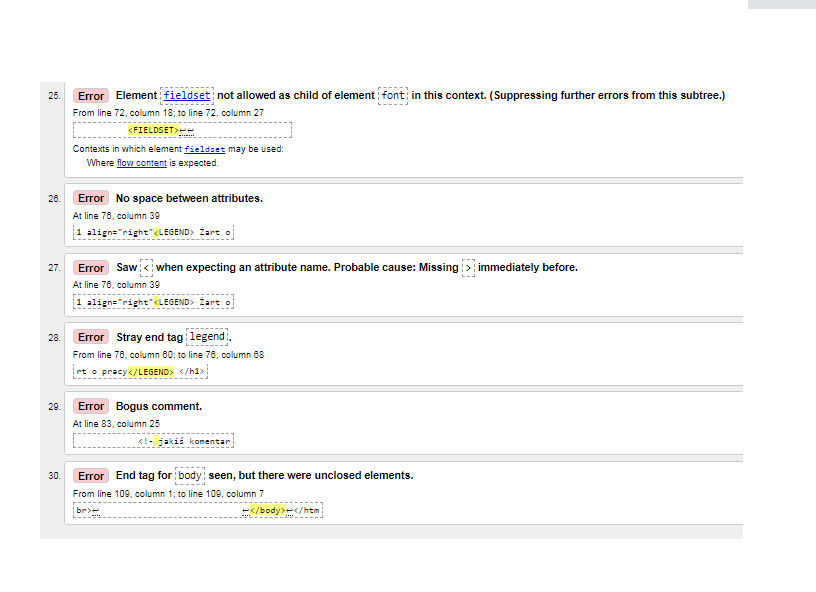 25. Error Element fieldset not allowed as child of element font in this context. (Suppressing further errors from this subtree.)
From line 72, column 18; to line 72, column 27
<FIELDSET>↩↩
Contexts in which element fieldset may be used:
Where flow content is expected.
26. Error No space between attributes.
At line 76, column 39
1 align="right"<LEGEND> Żart o
27. Error Saw < when expecting an attribute name. Probable cause: Missing > immediately before.
At line 76, column 39
1 align="right"<LEGEND> Żart o
28. Error Stray end tag legend.
From line 76, column 60; to line 76, column 68
rt o pracy</LEGEND> </h1>
29. Error Bogus comment.
At line 83, column 25
<!- jakiś komentar
30. Error End tag for body seen, but there were unclosed elements.
From line 109, column 1; to line 109, column 7
br>↩ ↩</body>↩</htm